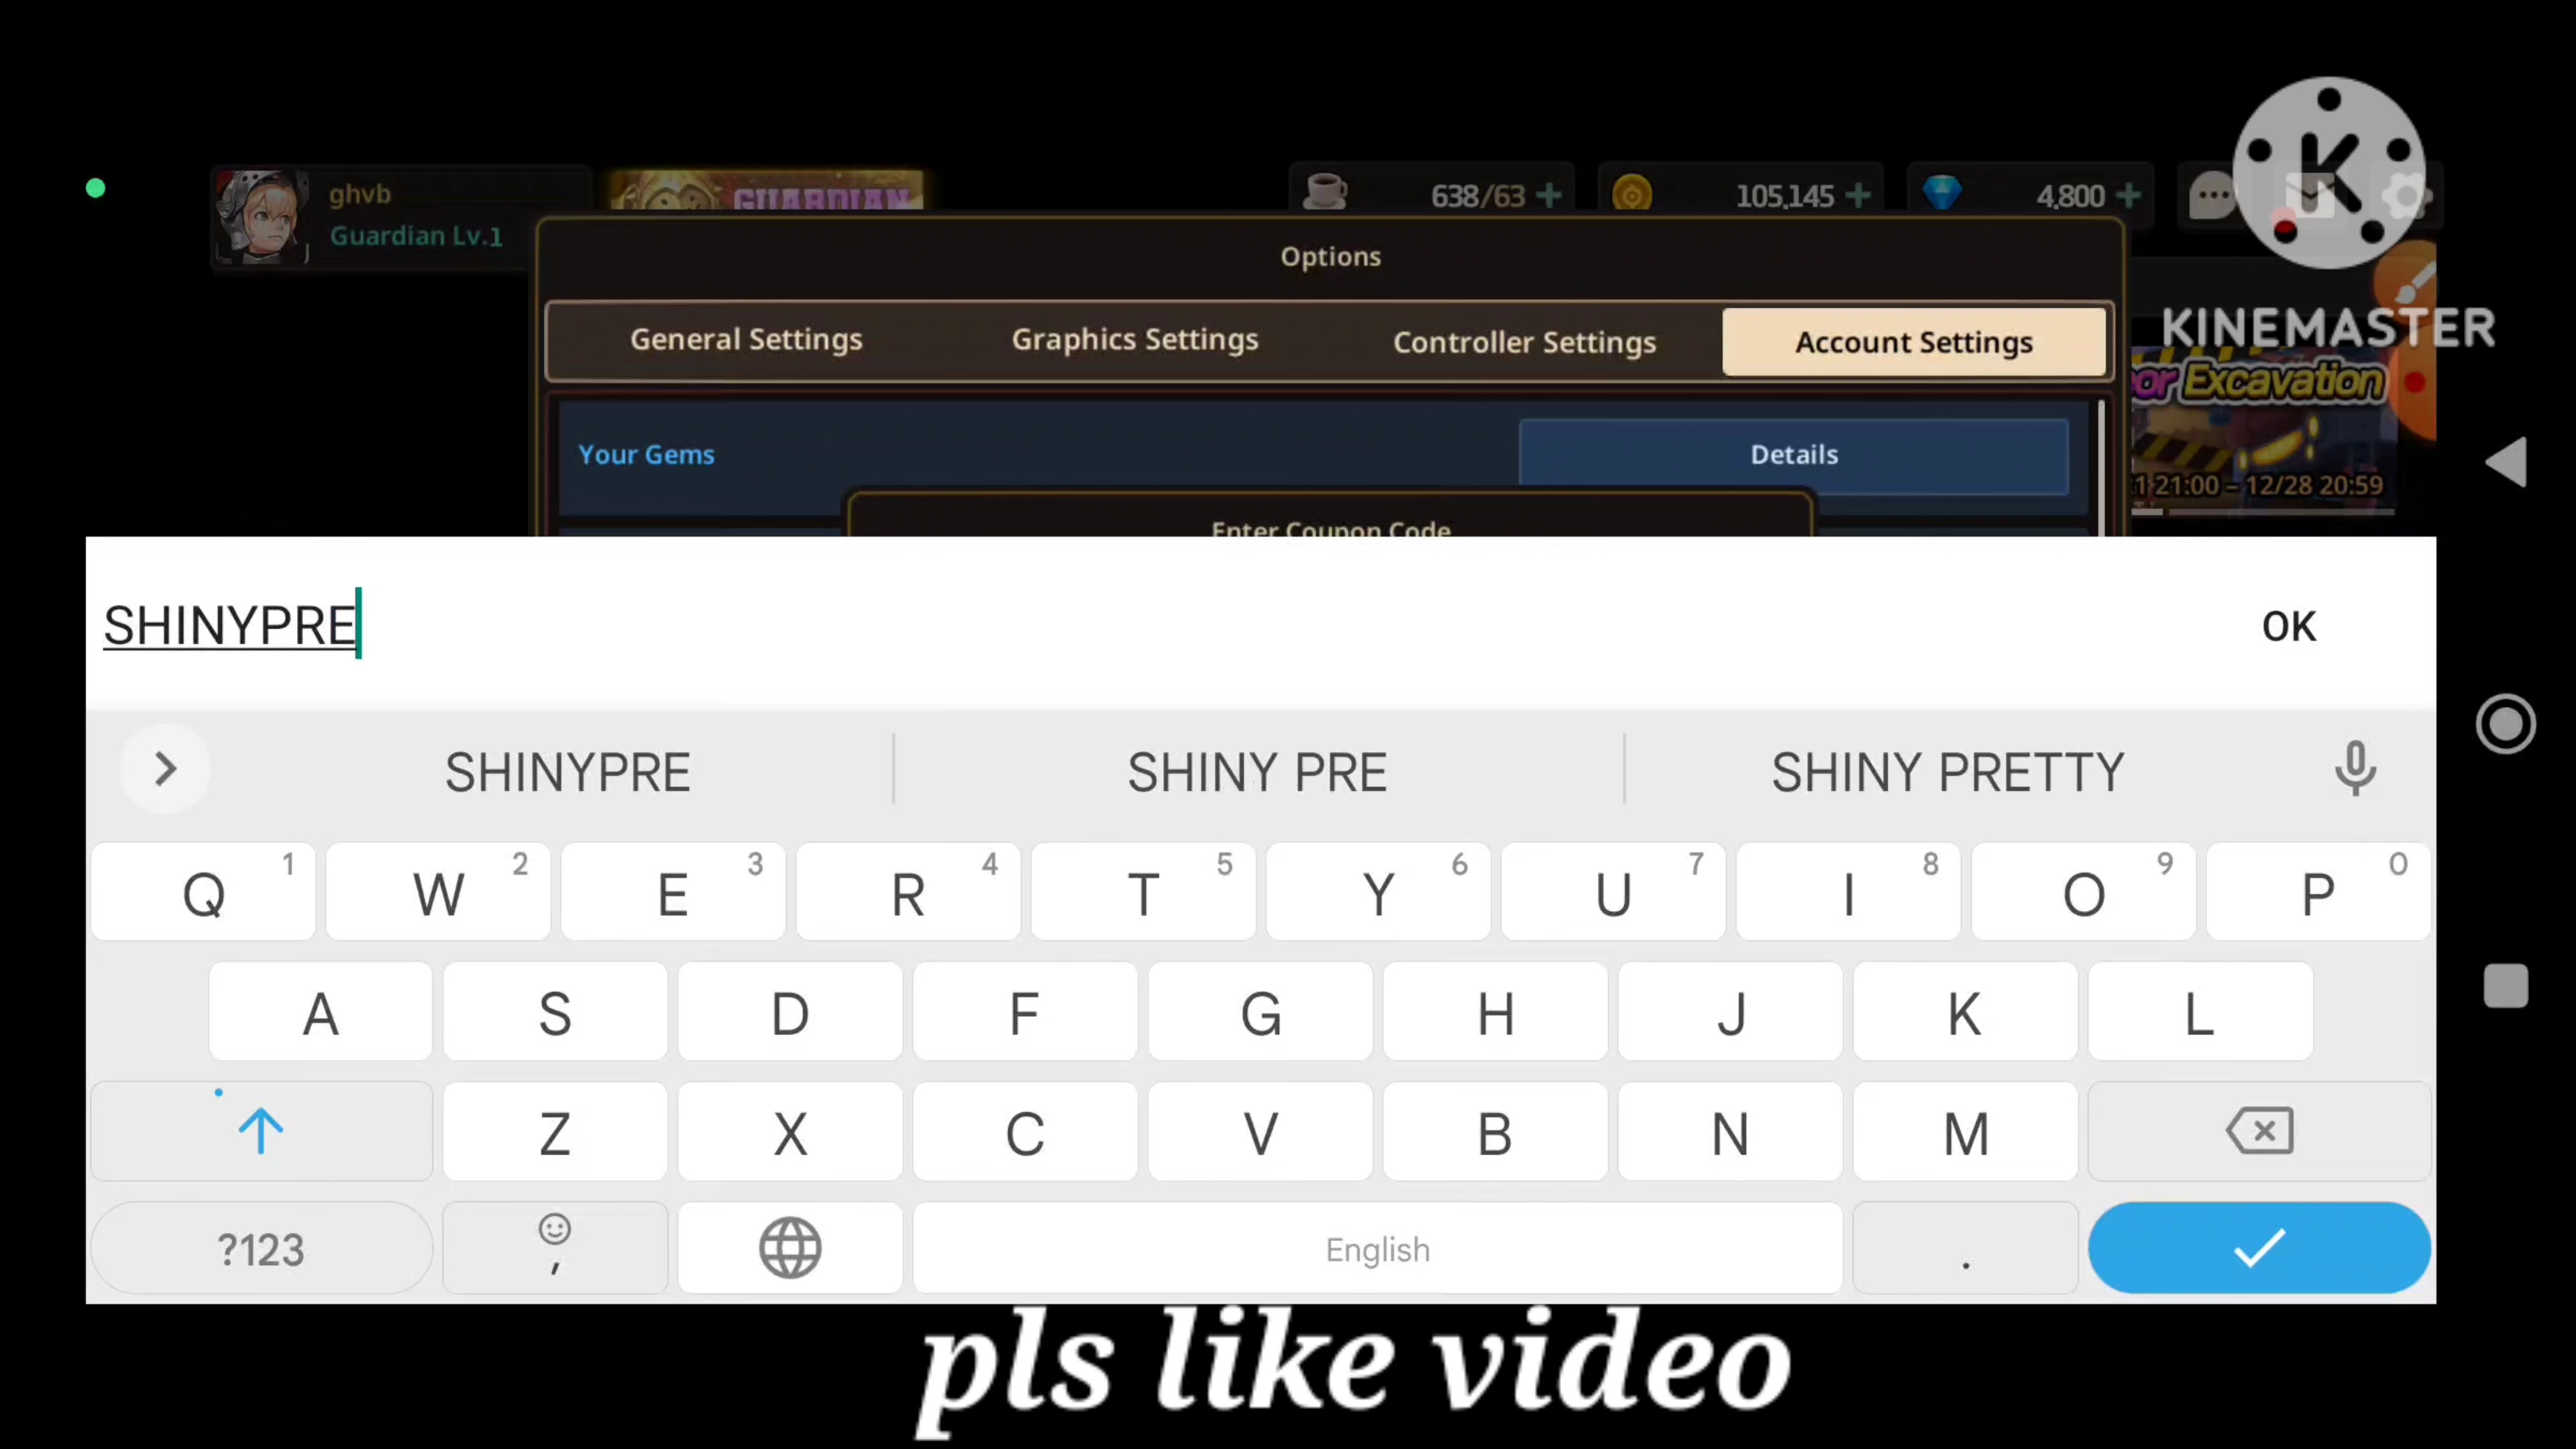 ghvb
Guardian Lv.1
GUARDIAN
638/63
105,145
4,800
K
KINEMASTER
Options
General Settings
Graphics Settings
Controller Settings
Account Settings
Your Gems
Details
Excavation
21:00 – 12/28 20:59
Enter Coupon Code
SHINYPRE
OK
SHINYPRE
SHINY PRE
SHINY PRETTY
Q 1 W 2 E 3 R 4 T 5 Y 6 U 7 I 8 O 9 P 0
A S D F G H J K L
Z X C V B N M
?123 , English .
pls like video